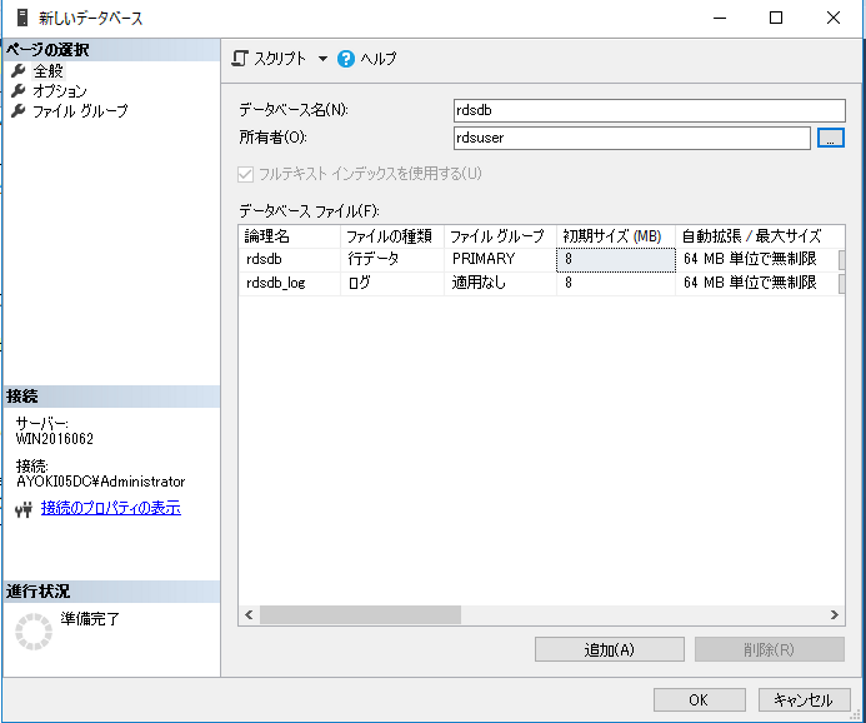 新しいデータベース
ページの選択
全般
オプション
ファイル グループ
スクリプト ヘルプ
データベース名(N): rdsdb
所有者(O): rdsuser ...
フルテキスト インデックスを使用する(U)
データベース ファイル(F):
論理名 ファイルの種類 ファイル グループ 初期サイズ (MB) 自動拡張 / 最大サイズ
rdsdb 行データ PRIMARY 8 64 MB 単位で無制限
rdsdb_log ログ 適用なし 8 64 MB 単位で無制限
接続
サーバー:
WIN2016062
接続:
AYOKI05DC¥Administrator
接続のプロパティの表示
進行状況
準備完了
追加(A) 削除(R)
OK キャンセル